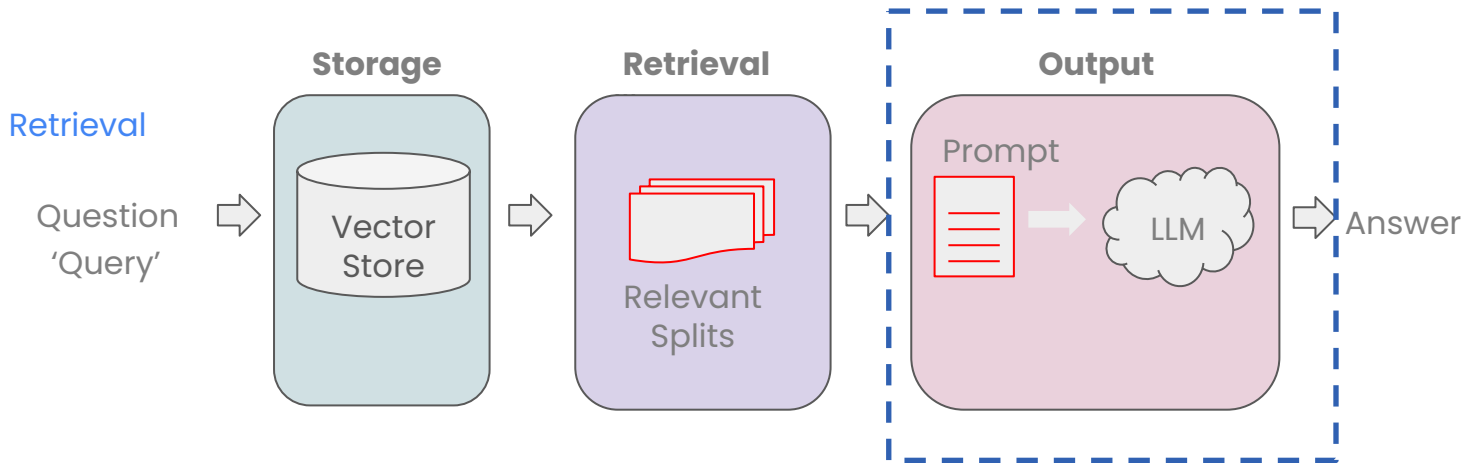 Storage
Retrieval
Output
Retrieval
Question
‘Query’
Vector
Store
Relevant
Splits
Prompt
LLM
Answer